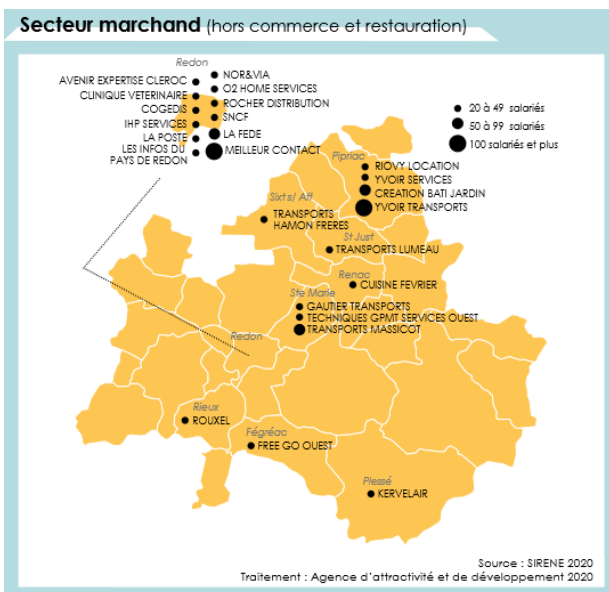 Secteur marchand (hors commerce et restauration)
Redon
AVENIR EXPERTISE CLEROC
CLINIQUE VETERINAIRE
COGEDIS
IHP SERVICES
LA POSTE
LES INFOS DU
PAYS DE REDON
NOR&VIA
O2 HOME SERVICES
ROCHER DISTRIBUTION
SNCF
LA FEDE
MEILLEUR CONTACT
20 à 49 salariés
50 à 99 salariés
100 salariés et plus
Pipriac
RIOVY LOCATION
YVOIR SERVICES
CREATION BATI JARDIN
YVOIR TRANSPORTS
Sixts/ Aff
TRANSPORTS
HAMON FRERES
St Just
TRANSPORTS LUMEAU
Renac
CUISINE FEVRIER
Ste Marie
GAUTIER TRANSPORTS
TECHNIQUES GPMT SERVICES OUEST
TRANSPORTS MASSICOT
Redon
Rieux
ROUXEL
Fégréac
FREE GO OUEST
Plessé
KERVELAIR
Source : SIRENE 2020
Traitement : Agence d'attractivité et de développement 2020